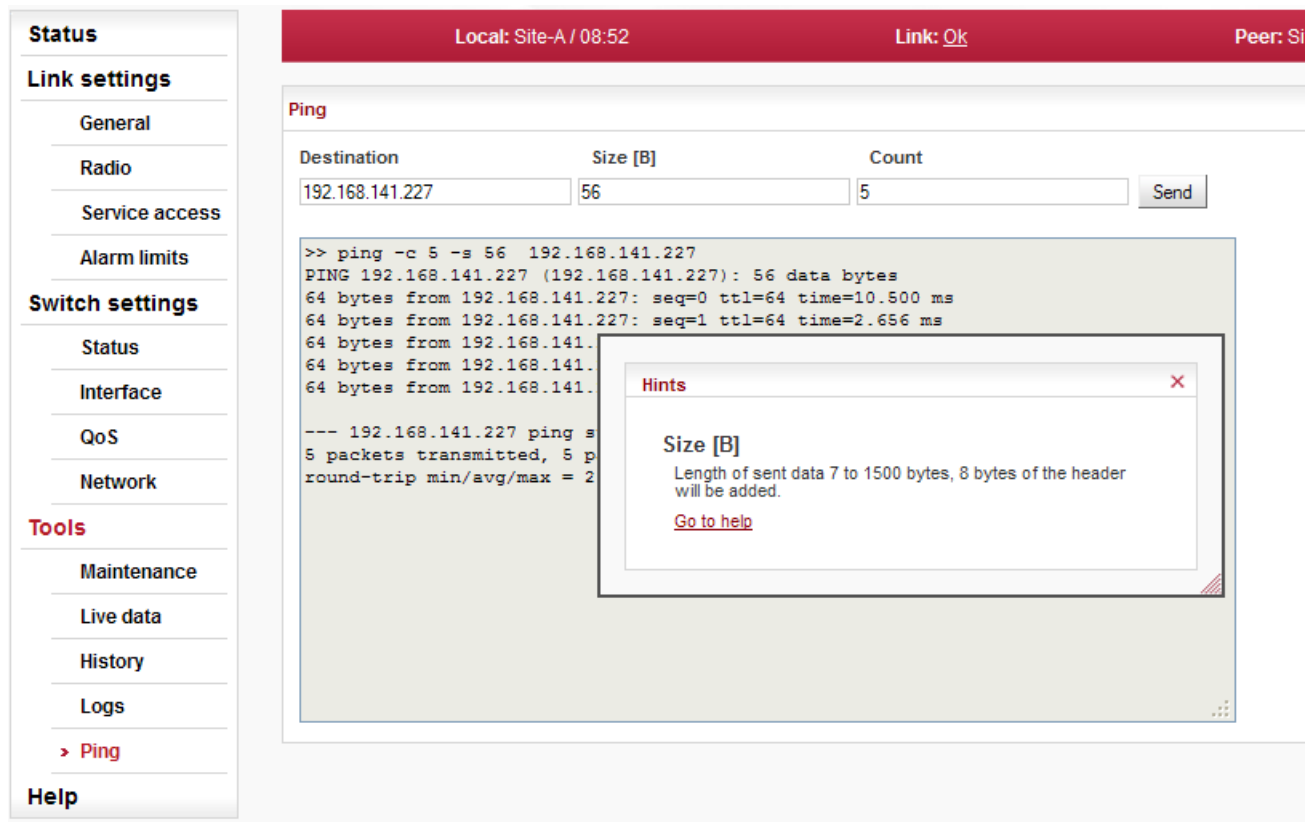 Status
Link settings
General
Radio
Service access
Alarm limits
Switch settings
Status
Interface
QoS
Network
Tools
Maintenance
Live data
History
Logs
Ping
Help
Local: Site-A / 08:52 Link: Ok Peer:
Ping
Destination Size [B] Count
192.168.141.227 56 5 Send
>> ping -c 5 -s 56  192.168.141.227
PING 192.168.141.227 (192.168.141.227): 56 data bytes
64 bytes from 192.168.141.227: seq=0 ttl=64 time=10.500 ms
64 bytes from 192.168.141.227: seq=1 ttl=64 time=2.656 ms
64 bytes from 192.168.141.
64 bytes from 192.168.141.
64 bytes from 192.168.141.
--- 192.168.141.227 ping s
5 packets transmitted, 5 p
round-trip min/avg/max = 2
Hints
Size [B]
Length of sent data 7 to 1500 bytes, 8 bytes of the header
will be added.
Go to help